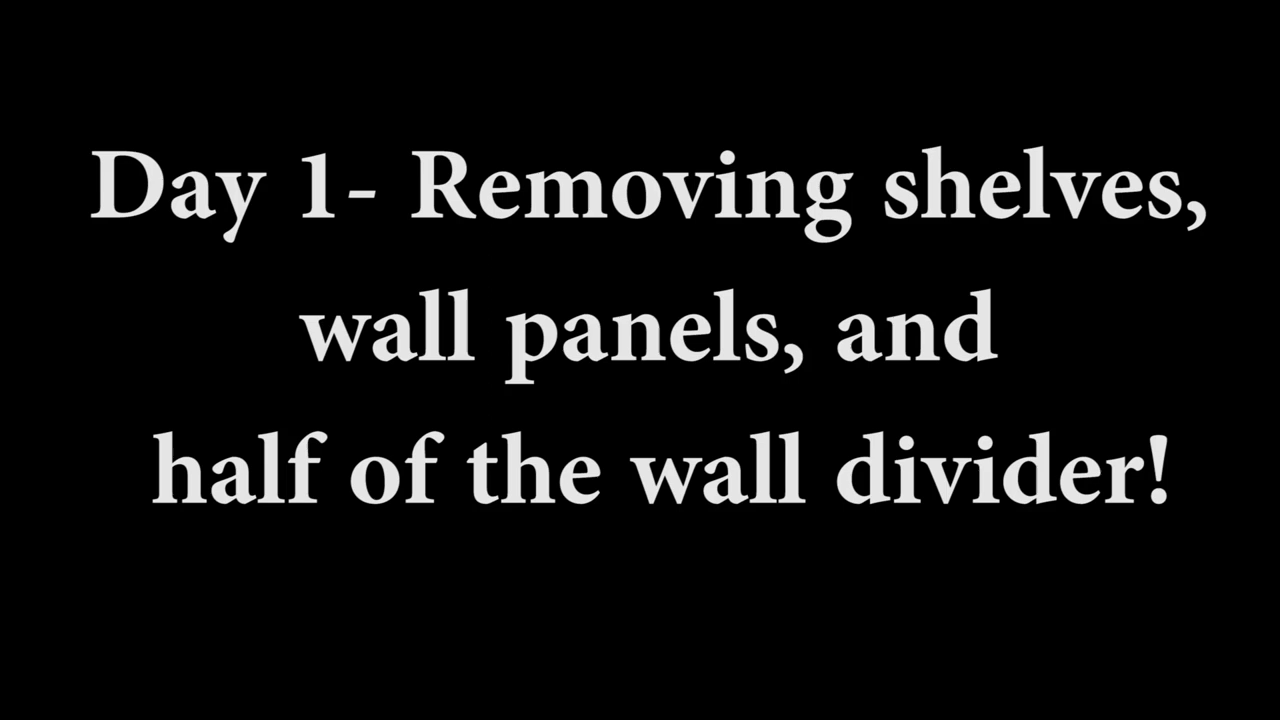 Day 1- Removing shelves,
wall panels, and
half of the wall divider!